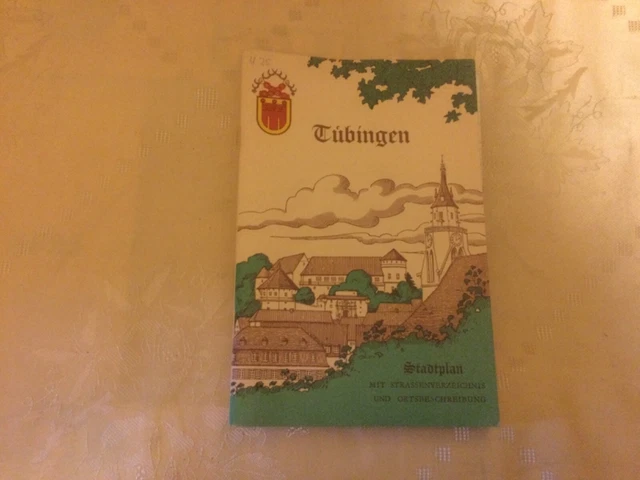 Tübingen
Stadtplan
MIT STRASSENVERZEICHNIS
UND ORTSBESCHREIBUNG